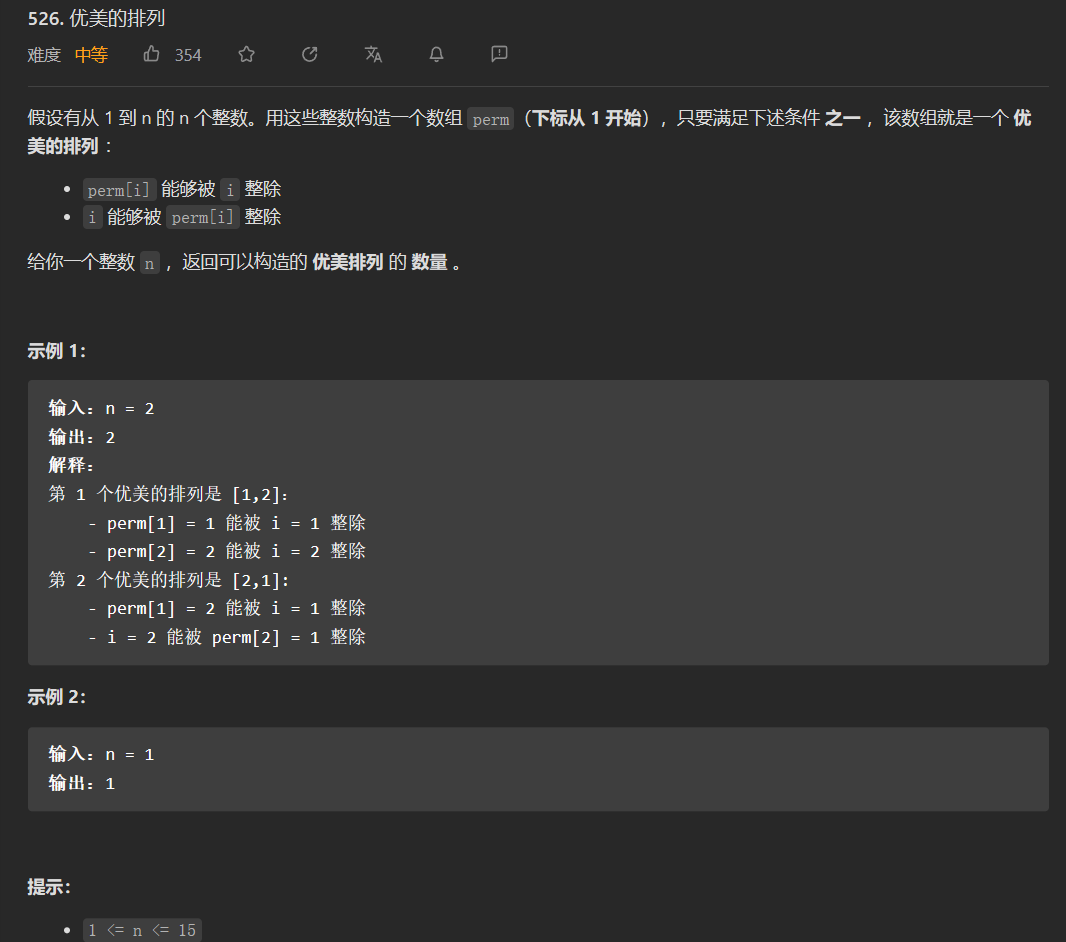 526. 优美的排列
难度 中等 354
假设有从 1 到 n 的 n 个整数。用这些整数构造一个数组 perm（下标从 1 开始），只要满足下述条件 之一，该数组就是一个 优
美的排列：
• perm[i] 能够被 i 整除
• i 能够被 perm[i] 整除
给你一个整数 n ，返回可以构造的 优美排列 的 数量 。
示例 1：
输入：n = 2
输出：2
解释：
第 1 个优美的排列是 [1,2]：
- perm[1] = 1 能被 i = 1 整除
- perm[2] = 2 能被 i = 2 整除
第 2 个优美的排列是 [2,1]:
- perm[1] = 2 能被 i = 1 整除
- i = 2 能被 perm[2] = 1 整除
示例 2：
输入：n = 1
输出：1
提示：
• 1 <= n <= 15